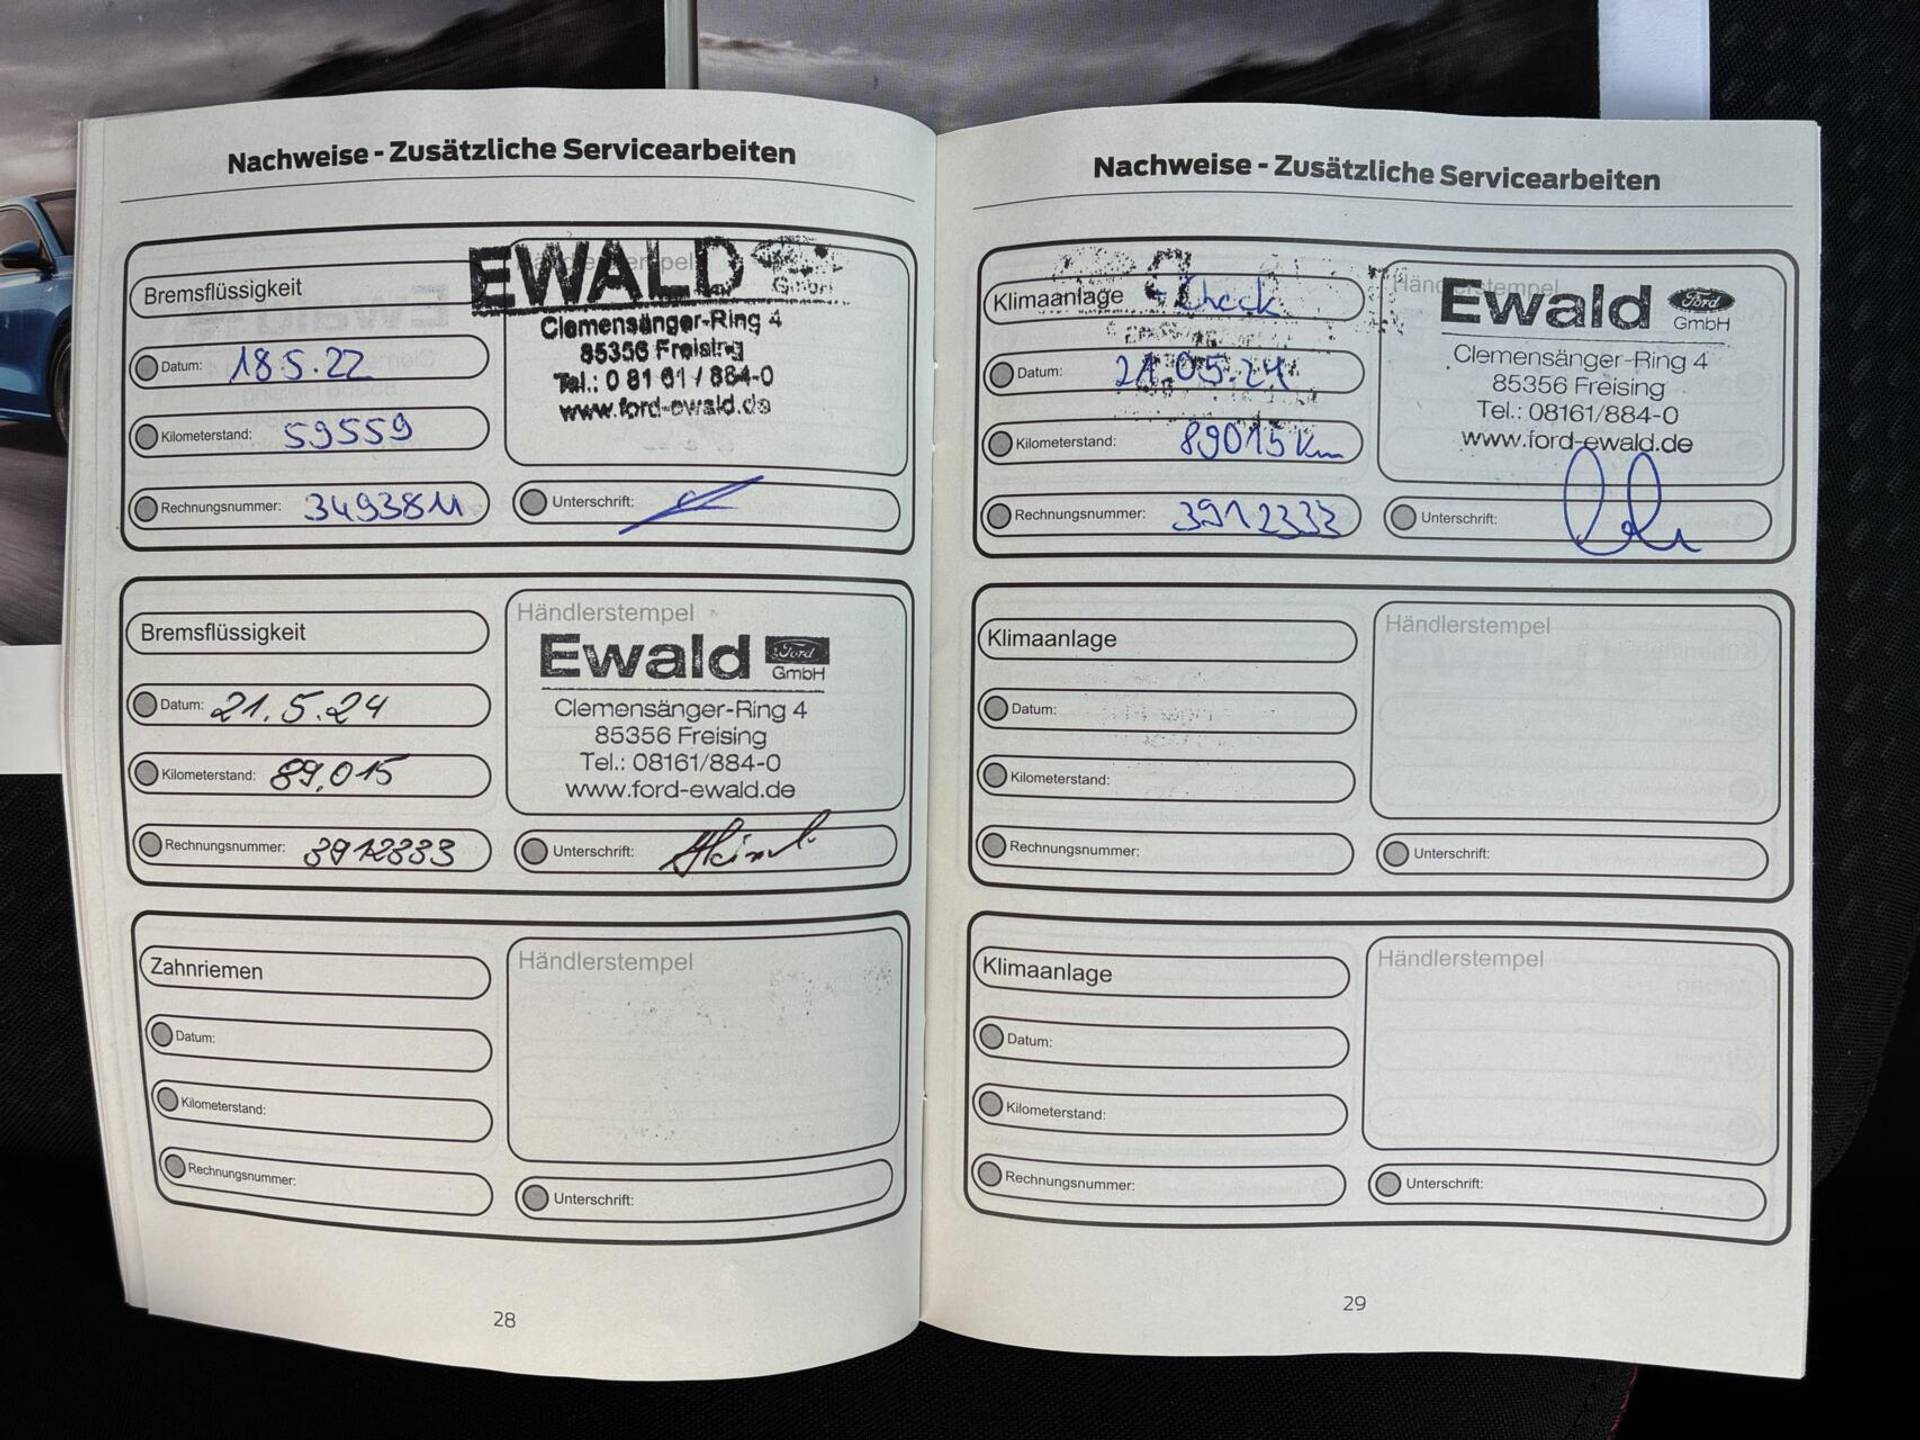 Nachweise - Zusätzliche Servicearbeiten
Bremsflüssigkeit
Datum: 18.5.22
Kilometerstand: 59559
Rechnungsnummer: 3493811
EWALD
GmbH
Clemensänger-Ring 4
85356 Freising
Tel.: 0 81 61 / 884-0
www.ford-ewald.de
Unterschrift:
Bremsflüssigkeit
Datum: 21.5.24
Kilometerstand: 89,015
Rechnungsnummer: 3912333
Händlerstempel
Ewald Ford
GmbH
Clemensänger-Ring 4
85356 Freising
Tel.: 08161/884-0
www.ford-ewald.de
Unterschrift:
Zahnriemen
Datum:
Kilometerstand:
Rechnungsnummer:
Händlerstempel
Unterschrift:
28
Nachweise - Zusätzliche Servicearbeiten
Klimaanlage - Check
Datum: 21.05.24
Kilometerstand: 89015 Km
Rechnungsnummer: 3912333
Händlerstempel
Ewald Ford
GmbH
Clemensänger-Ring 4
85356 Freising
Tel.: 08161/884-0
www.ford-ewald.de
Unterschrift:
Klimaanlage
Datum:
Kilometerstand:
Rechnungsnummer:
Händlerstempel
Unterschrift:
Klimaanlage
Datum:
Kilometerstand:
Rechnungsnummer:
Händlerstempel
Unterschrift:
29